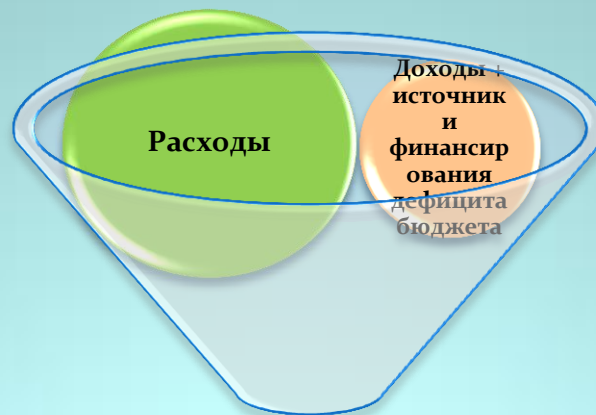 Расходы
Доходы +
источник
и
финансир
ования
дефицита
бюджета